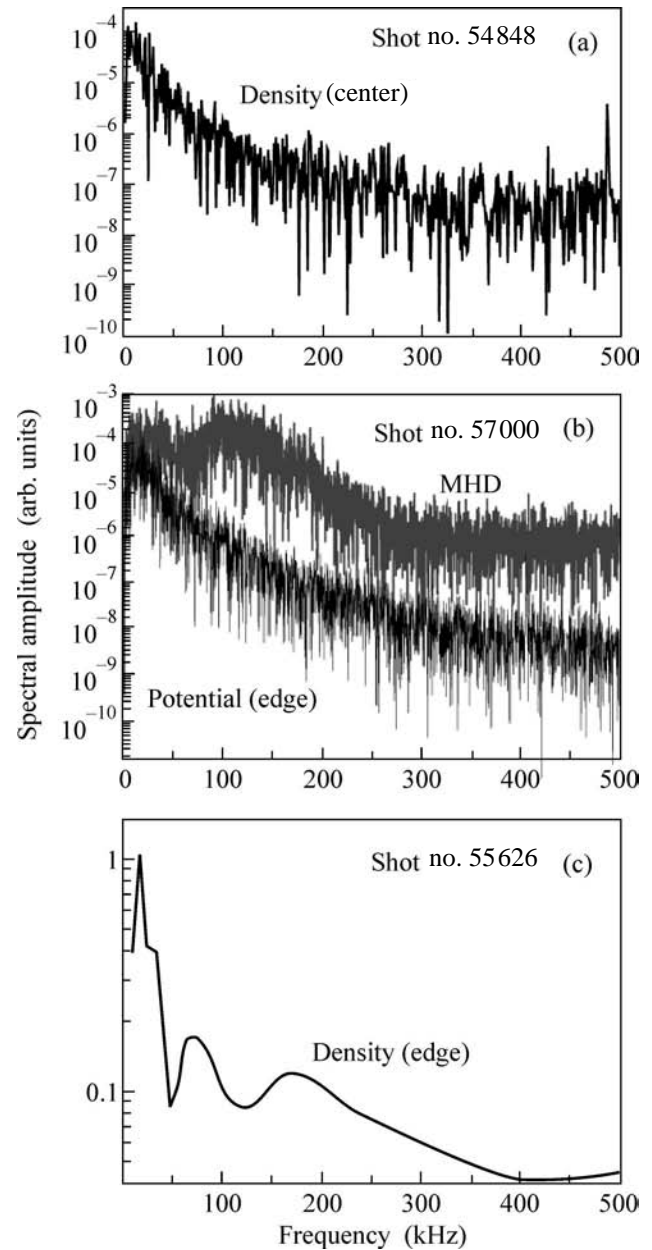 Shot no. 54848 (a)
10−4
10−5
10−6
10−7
10−8
10−9
10−10
Density (center)
0 100 200 300 400 500
Spectral amplitude (arb. units)
Shot no. 57000 (b)
10−3
10−4
10−5
10−6
10−7
10−8
10−9
10−10
MHD
Potential (edge)
0 100 200 300 400 500
Shot no. 55626 (c)
1
0.1
Density (edge)
100 200 300 400 500
Frequency (kHz)